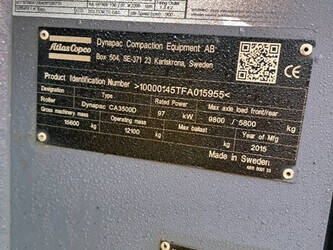 Atlas Copco
Dynapac Compaction Equipment AB
Box 504, SE-371 23 Karlskrona, Sweden
Product Identification Number >10000145TFA015955<
Designation Type Rated Power Max axle load front/rear
Roller Dynapac CA3500D 97 kW 9800 / 5800 kg
Gross machinery mass Operating mass Max ballast Year of Mfg
15600 kg 12100 kg kg 2015
Made in Sweden